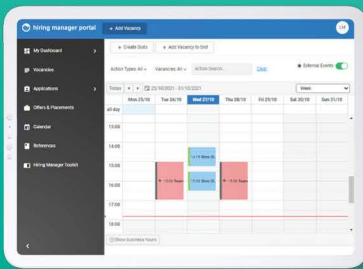 hiring manager portal
+ Add Vacancy
LM
My Dashboard
Vacancies
Applications
Offers & Placements
Calendar
References
Hiring Manager Toolkit
+ Create Slots
+ Add Vacancy to Slot
Action Types: All
Vacancies: All
Action Search...
Clear
External Events
Today
25/10/2021 - 31/10/2021
Week
Mon 25/10 Tue 26/10 Wed 27/10 Thu 28/10 Fri 29/10 Sat 30/10 Sun 31/10
all day
13:00
14:00
15:00
16:00
17:00
18:00
Show business hours